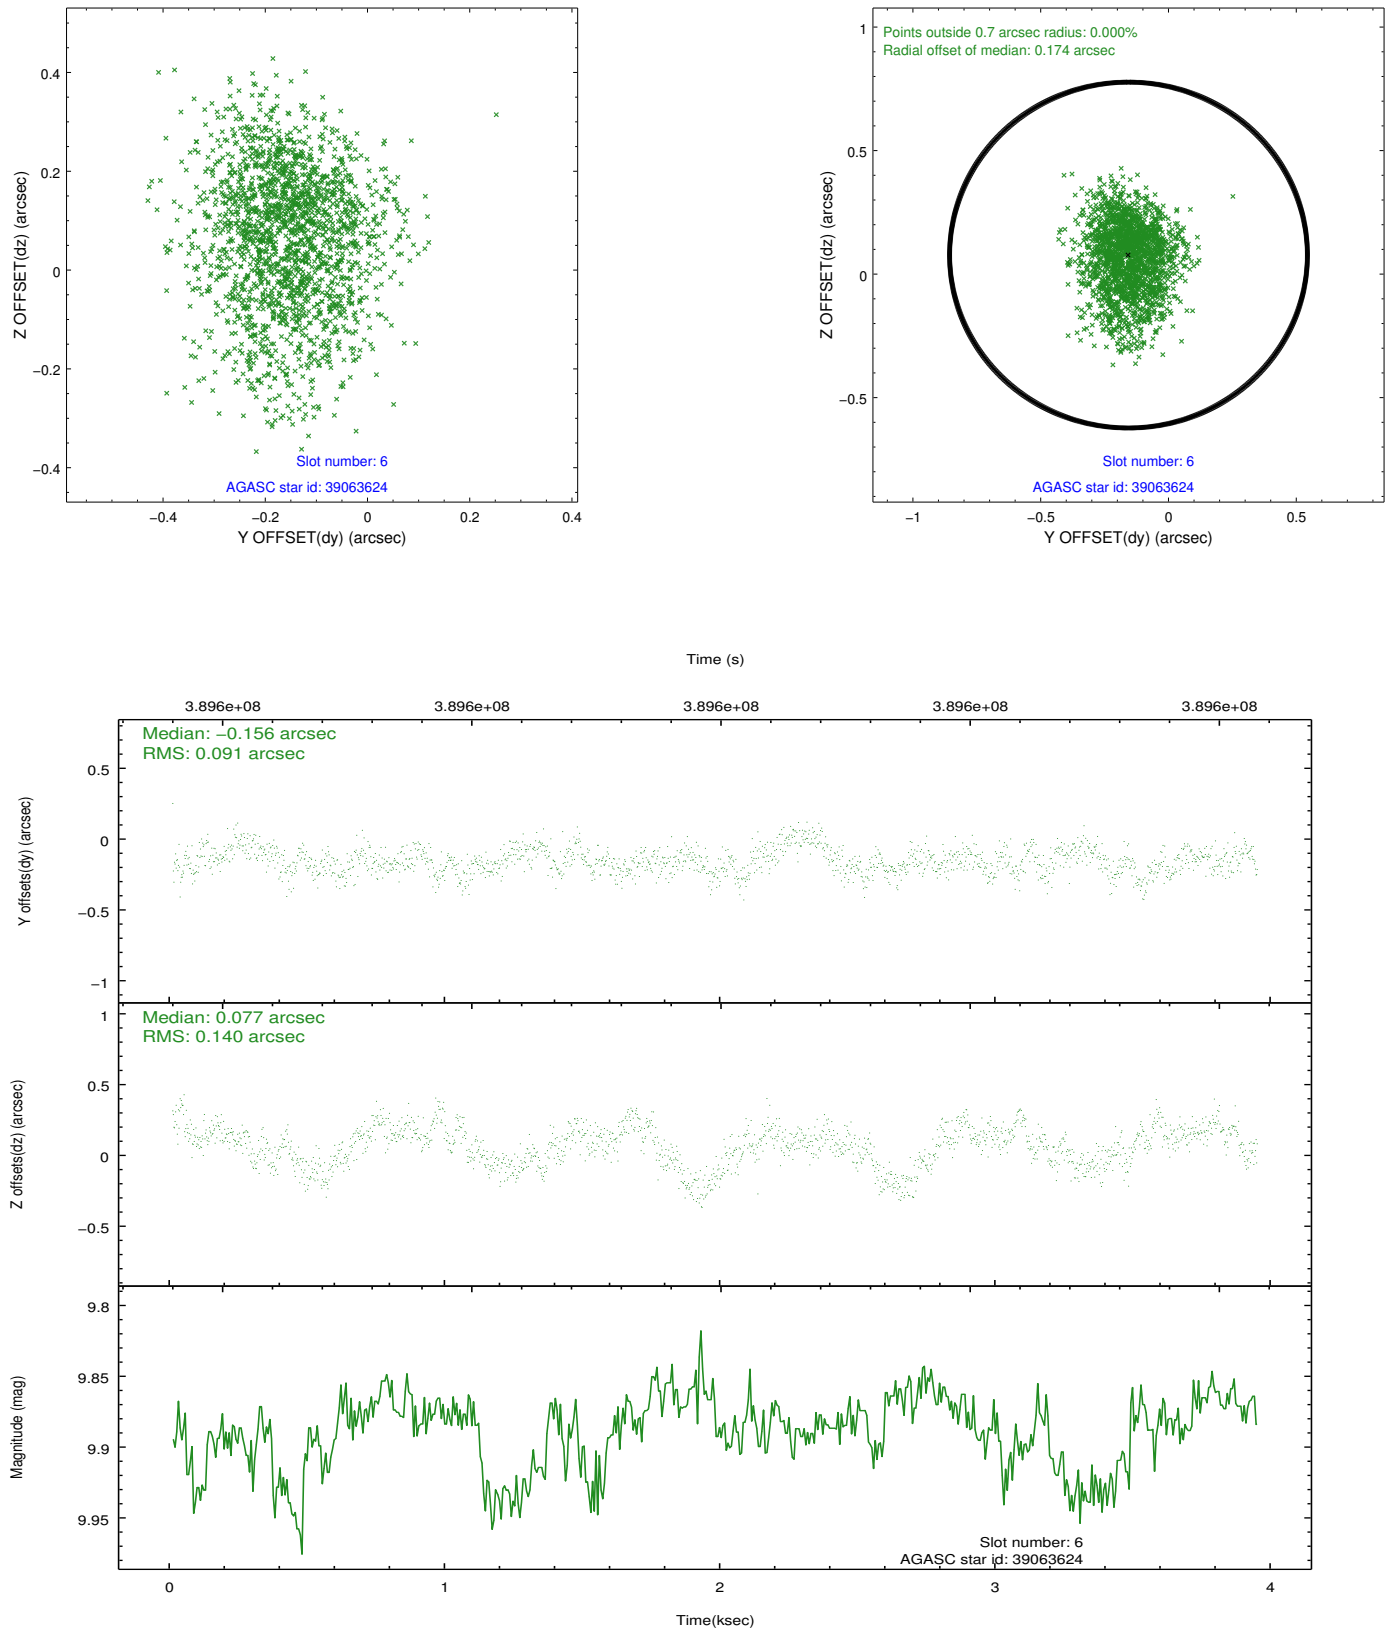 0.4
0.2
0
−0.2
−0.4
Z OFFSET(dz) (arcsec)
Slot number: 6
AGASC star id: 39063624
−0.4
−0.2
0
0.2
0.4
Y OFFSET(dy) (arcsec)
Points outside 0.7 arcsec radius: 0.000%
Radial offset of median: 0.174 arcsec
1
0.5
0
−0.5
Z OFFSET(dz) (arcsec)
Slot number: 6
AGASC star id: 39063624
−1
−0.5
0
0.5
Y OFFSET(dy) (arcsec)
Time (s)
3.896e+08
3.896e+08
3.896e+08
3.896e+08
3.896e+08
Median: −0.156 arcsec
RMS: 0.091 arcsec
0.5
0
−0.5
−1
Y offsets(dy) (arcsec)
Median: 0.077 arcsec
RMS: 0.140 arcsec
1
0.5
0
−0.5
Z offsets(dz) (arcsec)
9.8
9.85
9.9
9.95
Magnitude (mag)
Slot number: 6
AGASC star id: 39063624
0
1
2
3
4
Time(ksec)